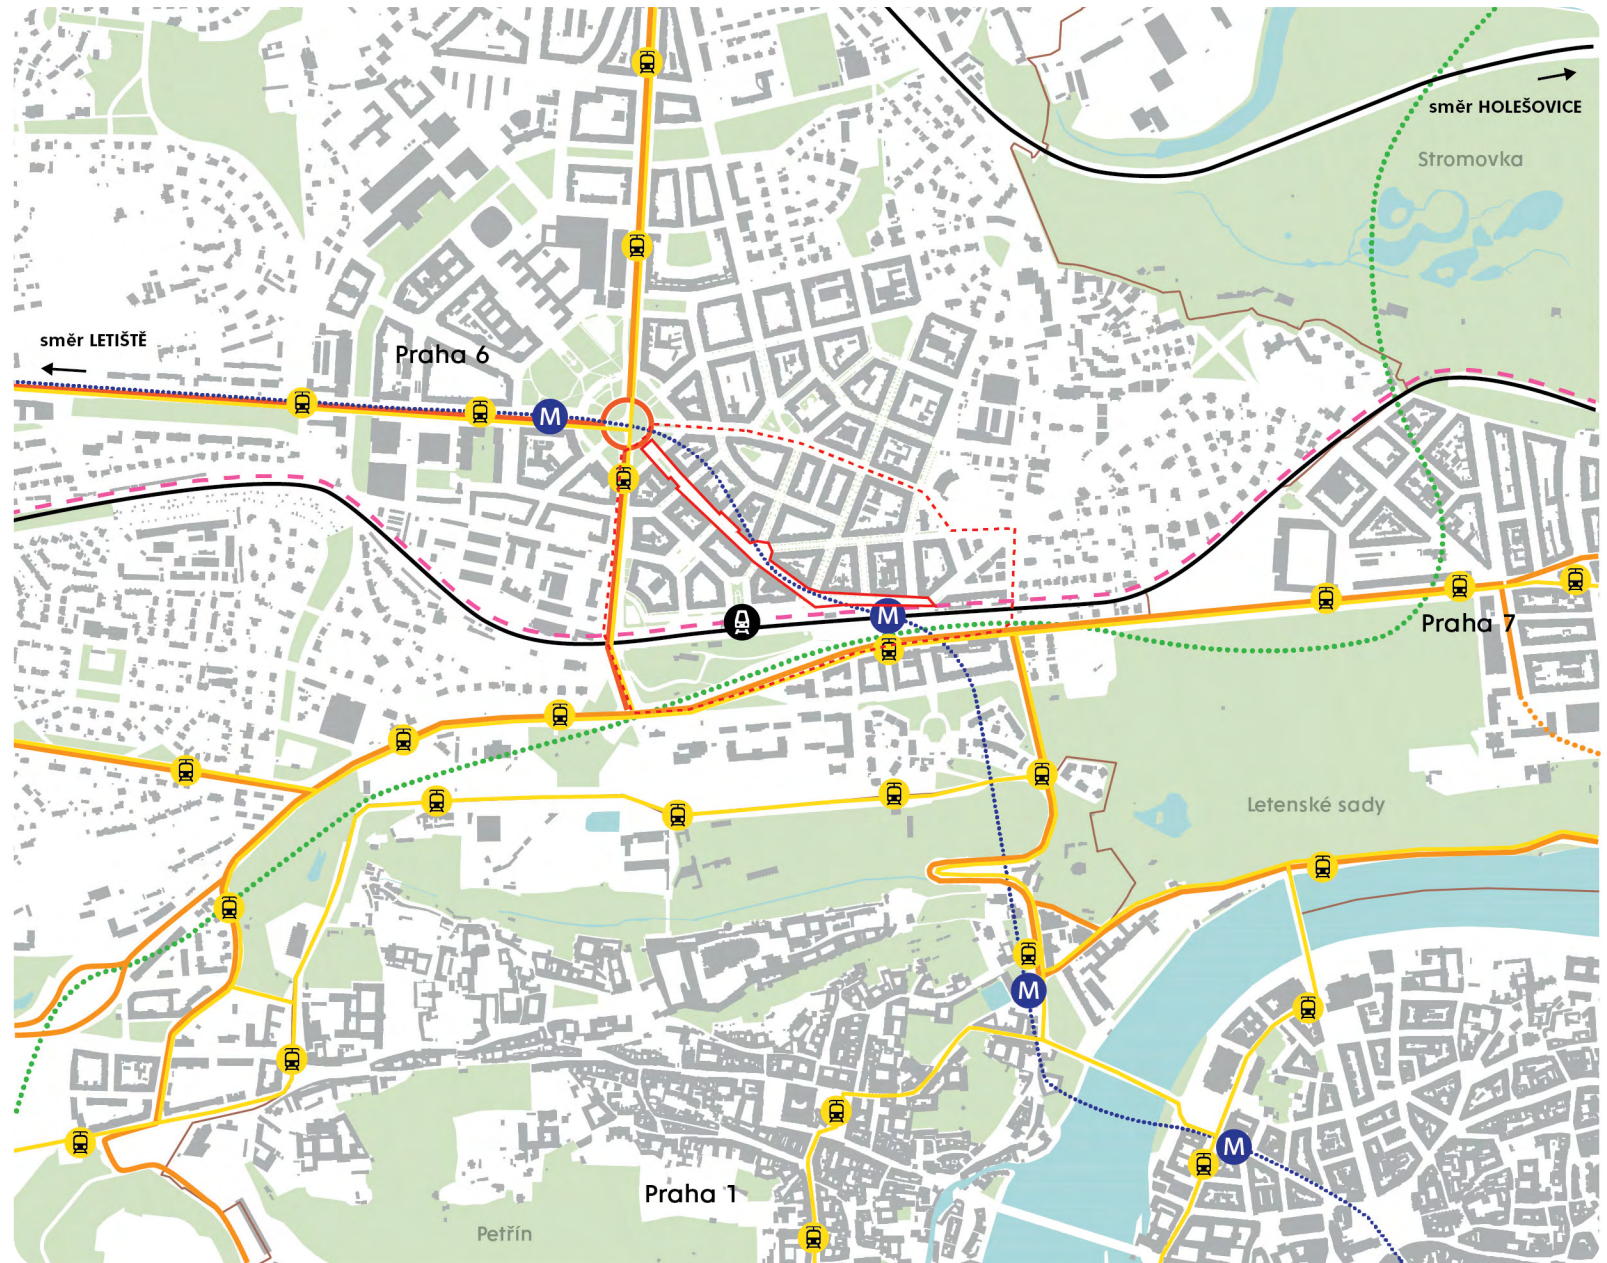 směr HOLEŠOVICE
Stromovka
směr LETIŠTĚ
Praha 6
M
M
Praha 7
Letenské sady
M
M
Praha 1
Petřín